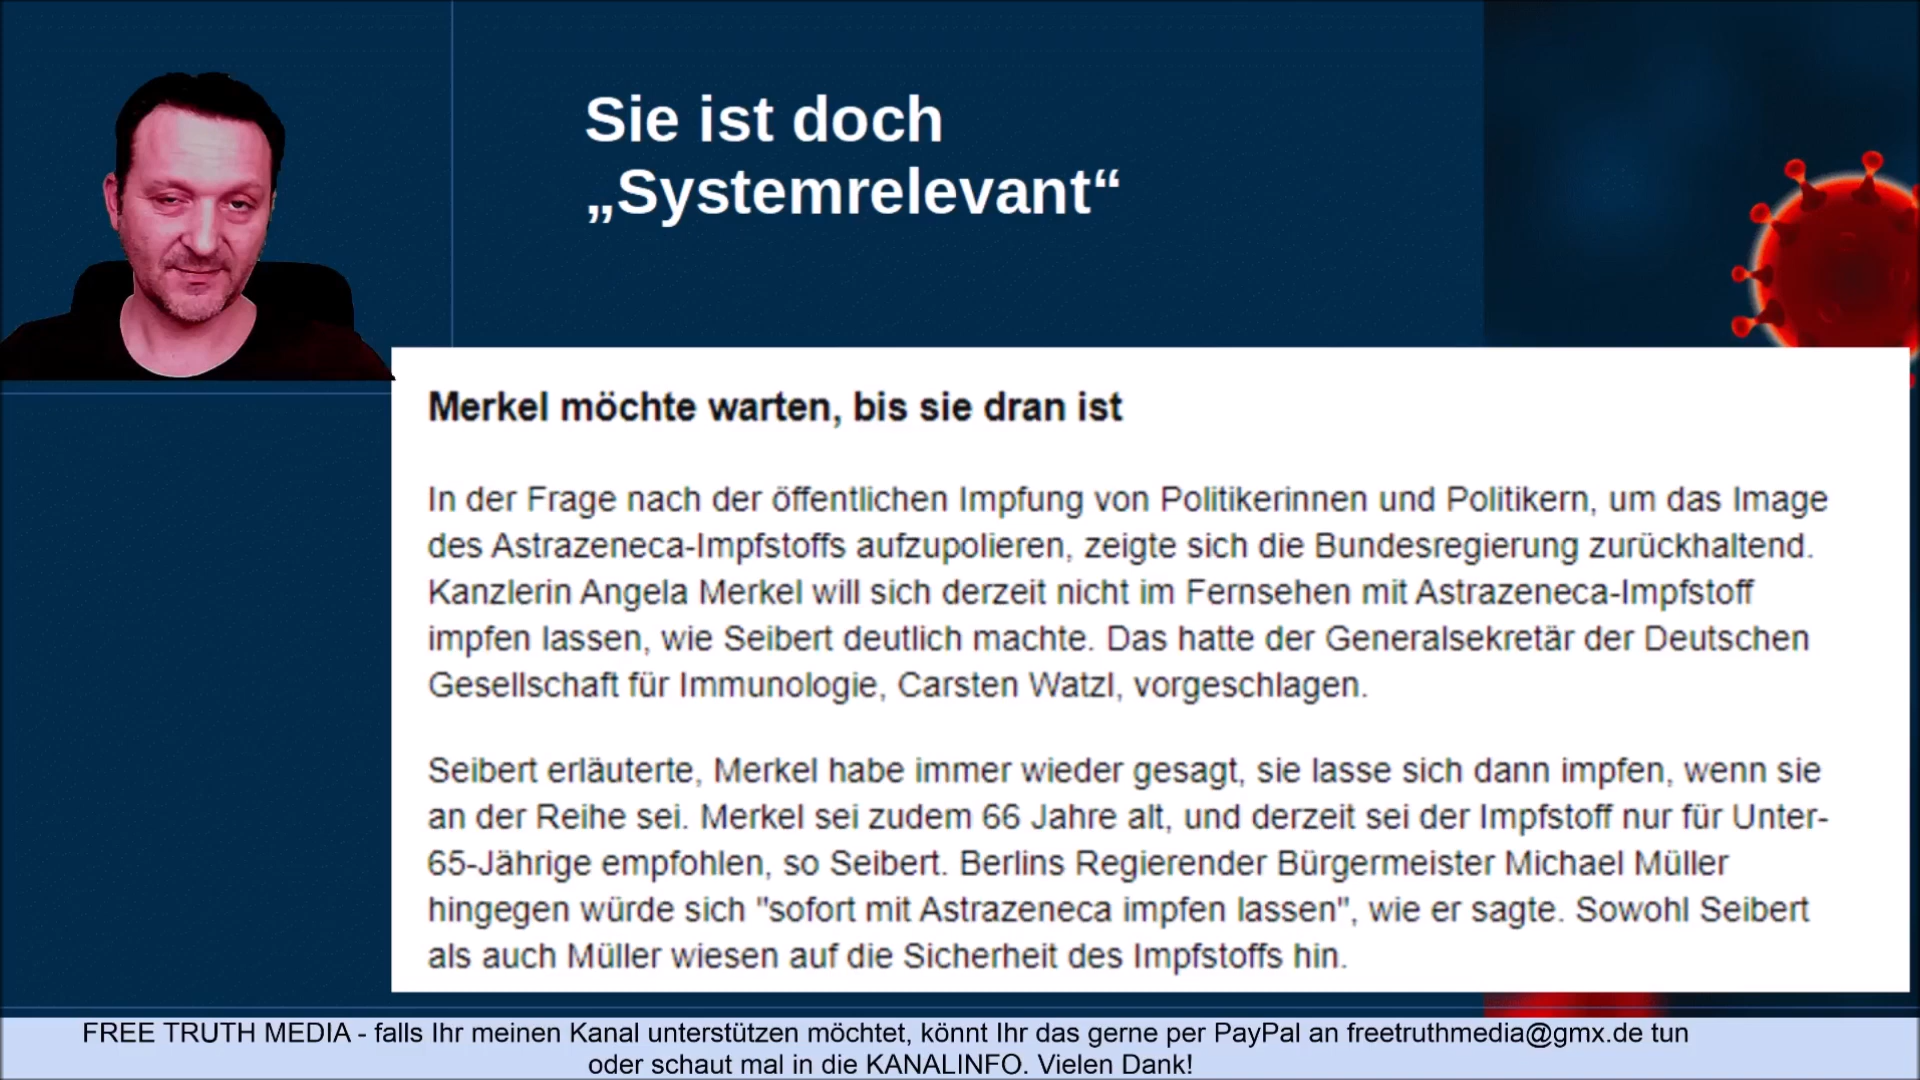 Sie ist doch
„Systemrelevant“
Merkel möchte warten, bis sie dran ist
In der Frage nach der öffentlichen Impfung von Politikerinnen und Politikern, um das Image
des Astrazeneca-Impfstoffs aufzupolieren, zeigte sich die Bundesregierung zurückhaltend.
Kanzlerin Angela Merkel will sich derzeit nicht im Fernsehen mit Astrazeneca-Impfstoff
impfen lassen, wie Seibert deutlich machte. Das hatte der Generalsekretär der Deutschen
Gesellschaft für Immunologie, Carsten Watzl, vorgeschlagen.
Seibert erläuterte, Merkel habe immer wieder gesagt, sie lasse sich dann impfen, wenn sie
an der Reihe sei. Merkel sei zudem 66 Jahre alt, und derzeit sei der Impfstoff nur für Unter-
65-Jährige empfohlen, so Seibert. Berlins Regierender Bürgermeister Michael Müller
hingegen würde sich "sofort mit Astrazeneca impfen lassen", wie er sagte. Sowohl Seibert
als auch Müller wiesen auf die Sicherheit des Impfstoffs hin.
FREE TRUTH MEDIA - falls Ihr meinen Kanal unterstützen möchtet, könnt Ihr das gerne per PayPal an freetruthmedia@gmx.de tun
oder schaut mal in die KANALINFO. Vielen Dank!